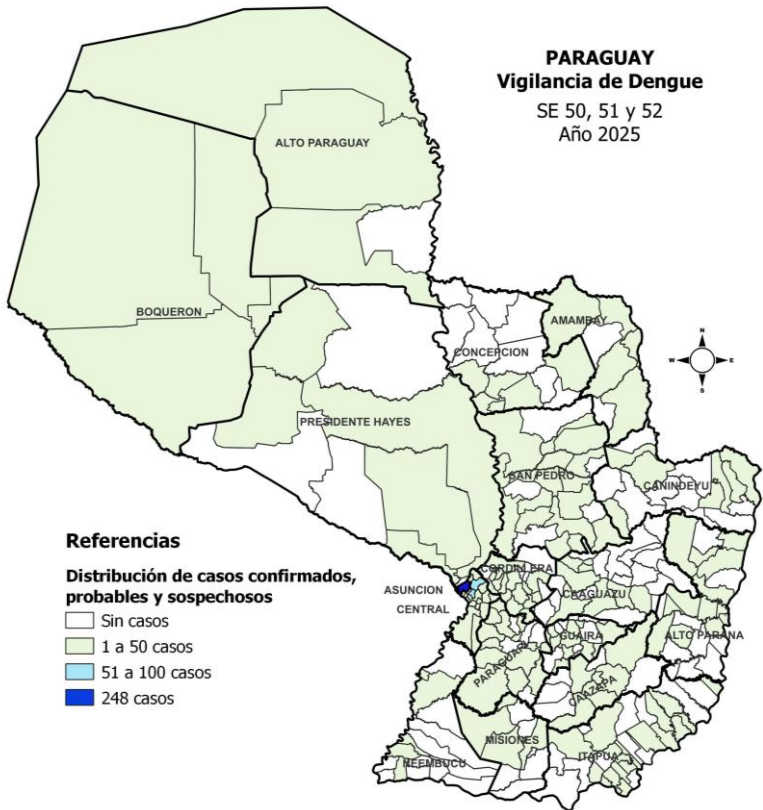 PARAGUAY
Vigilancia de Dengue
SE 50, 51 y 52
Año 2025
ALTO PARAGUAY
BOQUERON
AMAMBAY
N
W
E
S
CONCEPCION
PRESIDENTE HAYES
SAN PEDRO
CANINDEYU
Referencias
Distribución de casos confirmados,
probables y sospechosos
Sin casos
1 a 50 casos
51 a 100 casos
248 casos
CORDILLERA
ASUNCION
CENTRAL
CAAGUAZU
GUAIRA
ALTO PARANA
PARAGUARI
CAAZAPA
MISIONES
ITAPUA
ÑEEMBUCU